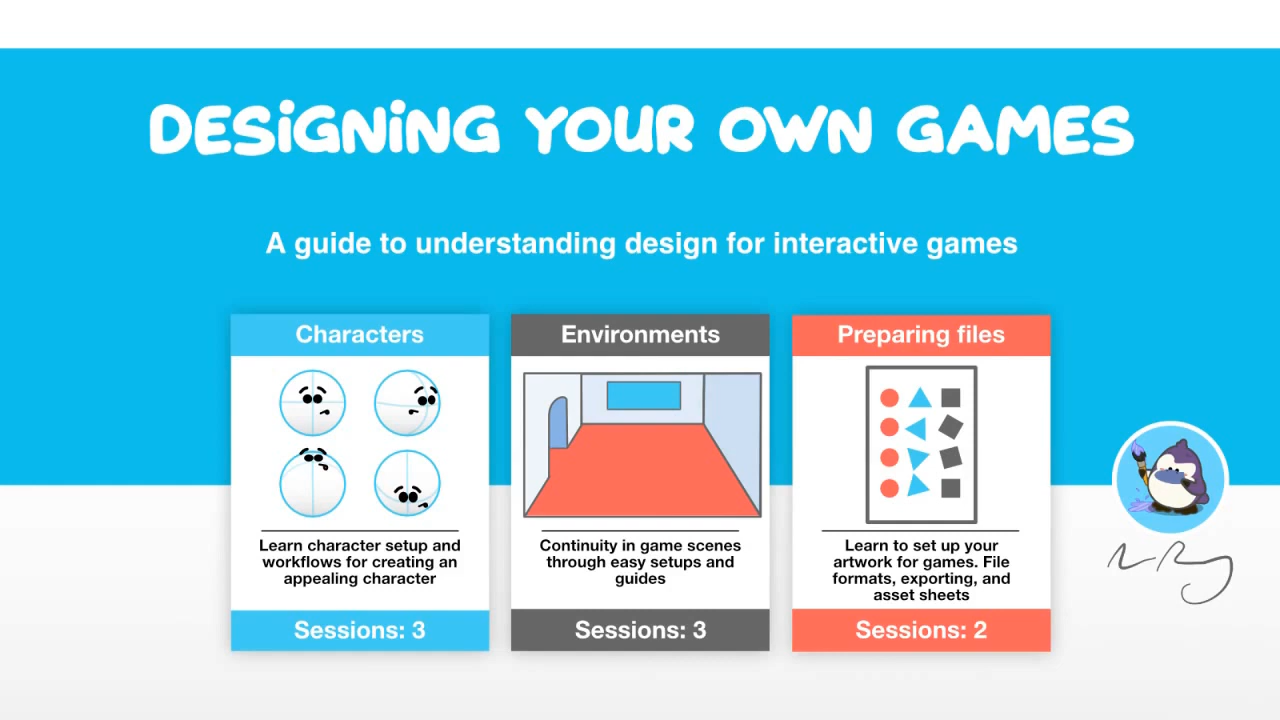 DESIGNING YOUR OWN GAMES
A guide to understanding design for interactive games
Characters
Learn character setup and
workflows for creating an
appealing character
Sessions: 3
Environments
Continuity in game scenes
through easy setups and
guides
Sessions: 3
Preparing files
Learn to set up your
artwork for games. File
formats, exporting, and
asset sheets
Sessions: 2